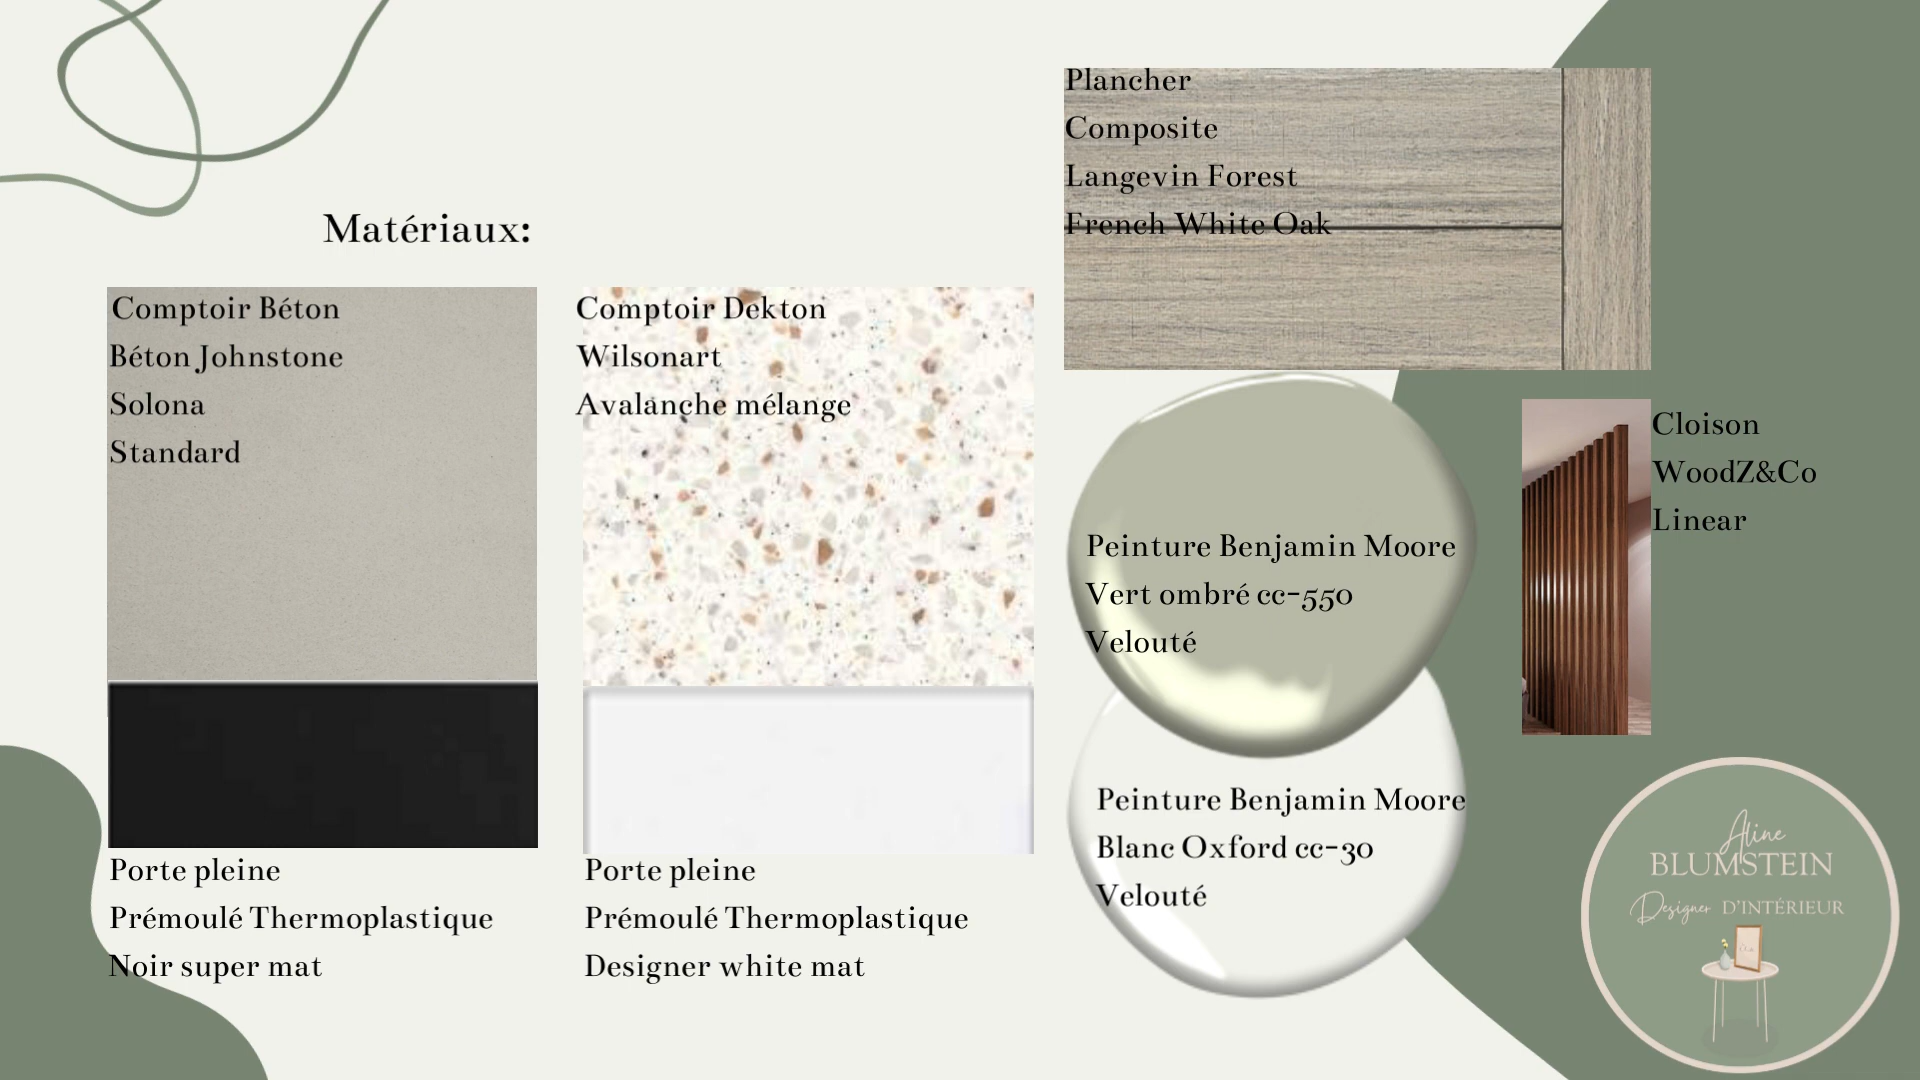 Matériaux:
Comptoir Béton
Béton Johnstone
Solona
Standard
Porte pleine
Prémoulé Thermoplastique
Noir super mat
Comptoir Dekton
Wilsonart
Avalanche mélange
Porte pleine
Prémoulé Thermoplastique
Designer white mat
Plancher
Composite
Langevin Forest
French White Oak
Peinture Benjamin Moore
Vert ombré cc-550
Velouté
Peinture Benjamin Moore
Blanc Oxford cc-30
Velouté
Cloison
WoodZ&Co
Linear
Aline
BLUMSTEIN
Designer D'INTÉRIEUR